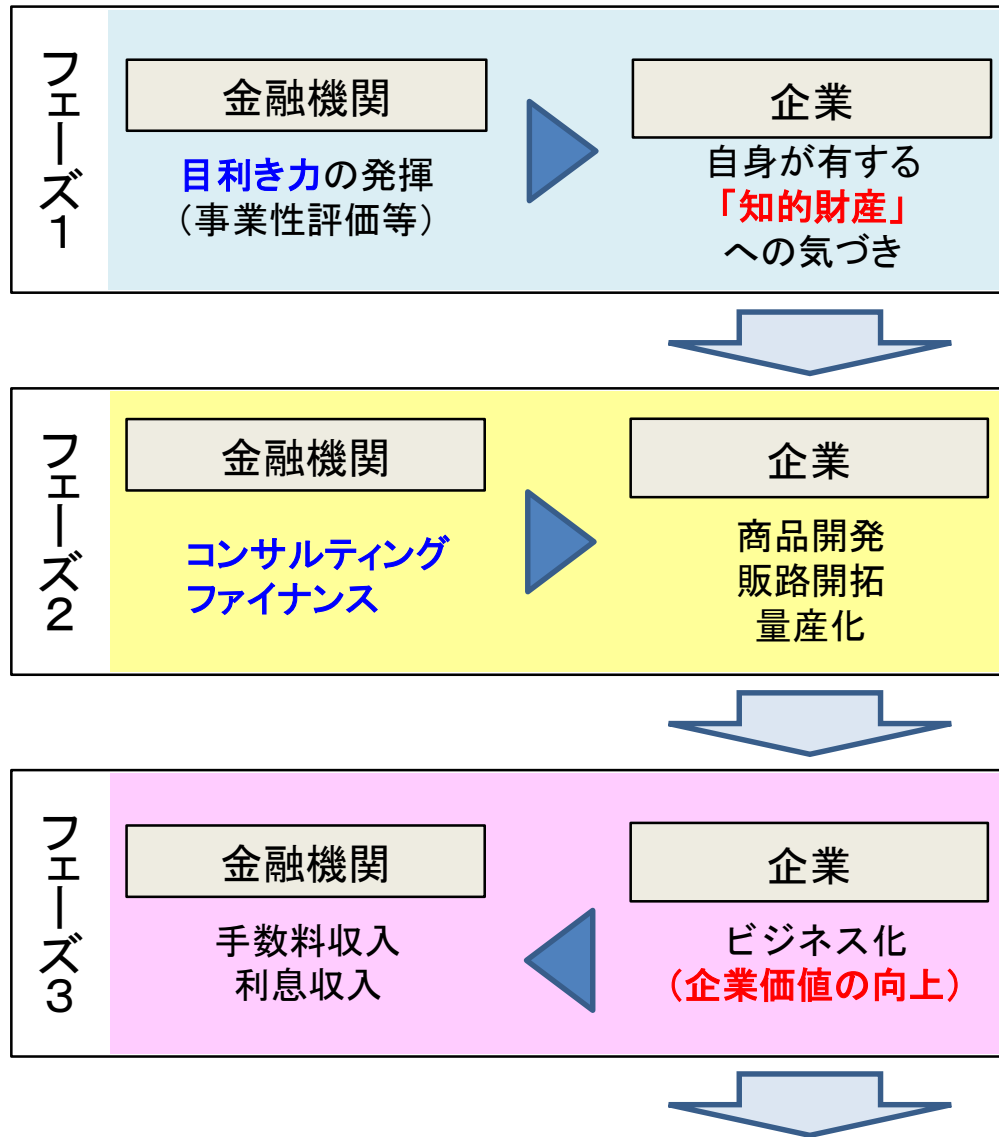 フェーズ1
金融機関
目利き力の発揮
（事業性評価等）
企業
自身が有する
「知的財産」
への気づき
フェーズ2
金融機関
コンサルティング
ファイナンス
企業
商品開発
販路開拓
量産化
フェーズ3
金融機関
手数料収入
利息収入
企業
ビジネス化
（企業価値の向上）